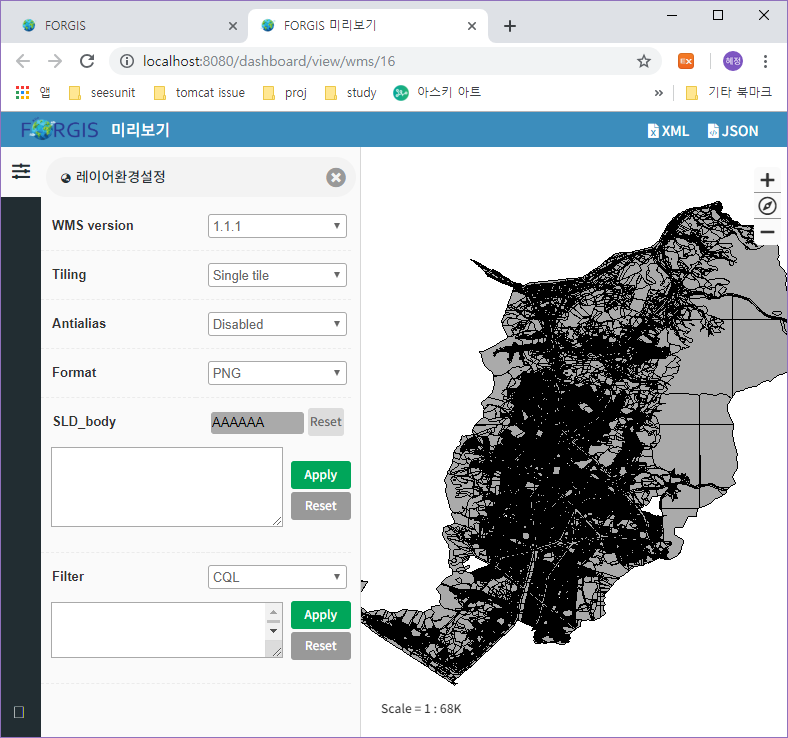 FORGIS
FORGIS 미리보기
localhost:8080/dashboard/view/wms/16
혜정
앱
seesunit
tomcat issue
proj
study
아스키 아트
기타 북마크
FORGIS 미리보기
XML
JSON
레이어환경설정
WMS version
1.1.1
Tiling
Single tile
Antialias
Disabled
Format
PNG
SLD_body
AAAAAA
Reset
Apply
Reset
Filter
CQL
Apply
Reset
Scale = 1 : 68K